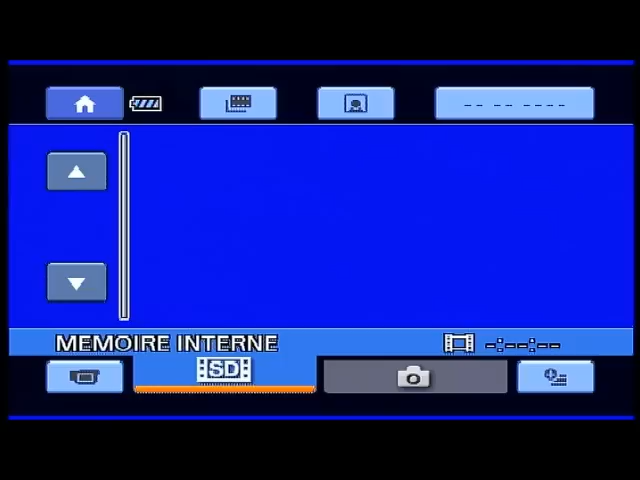 -- -- ----
MEMOIRE INTERNE
-:--:--
SD